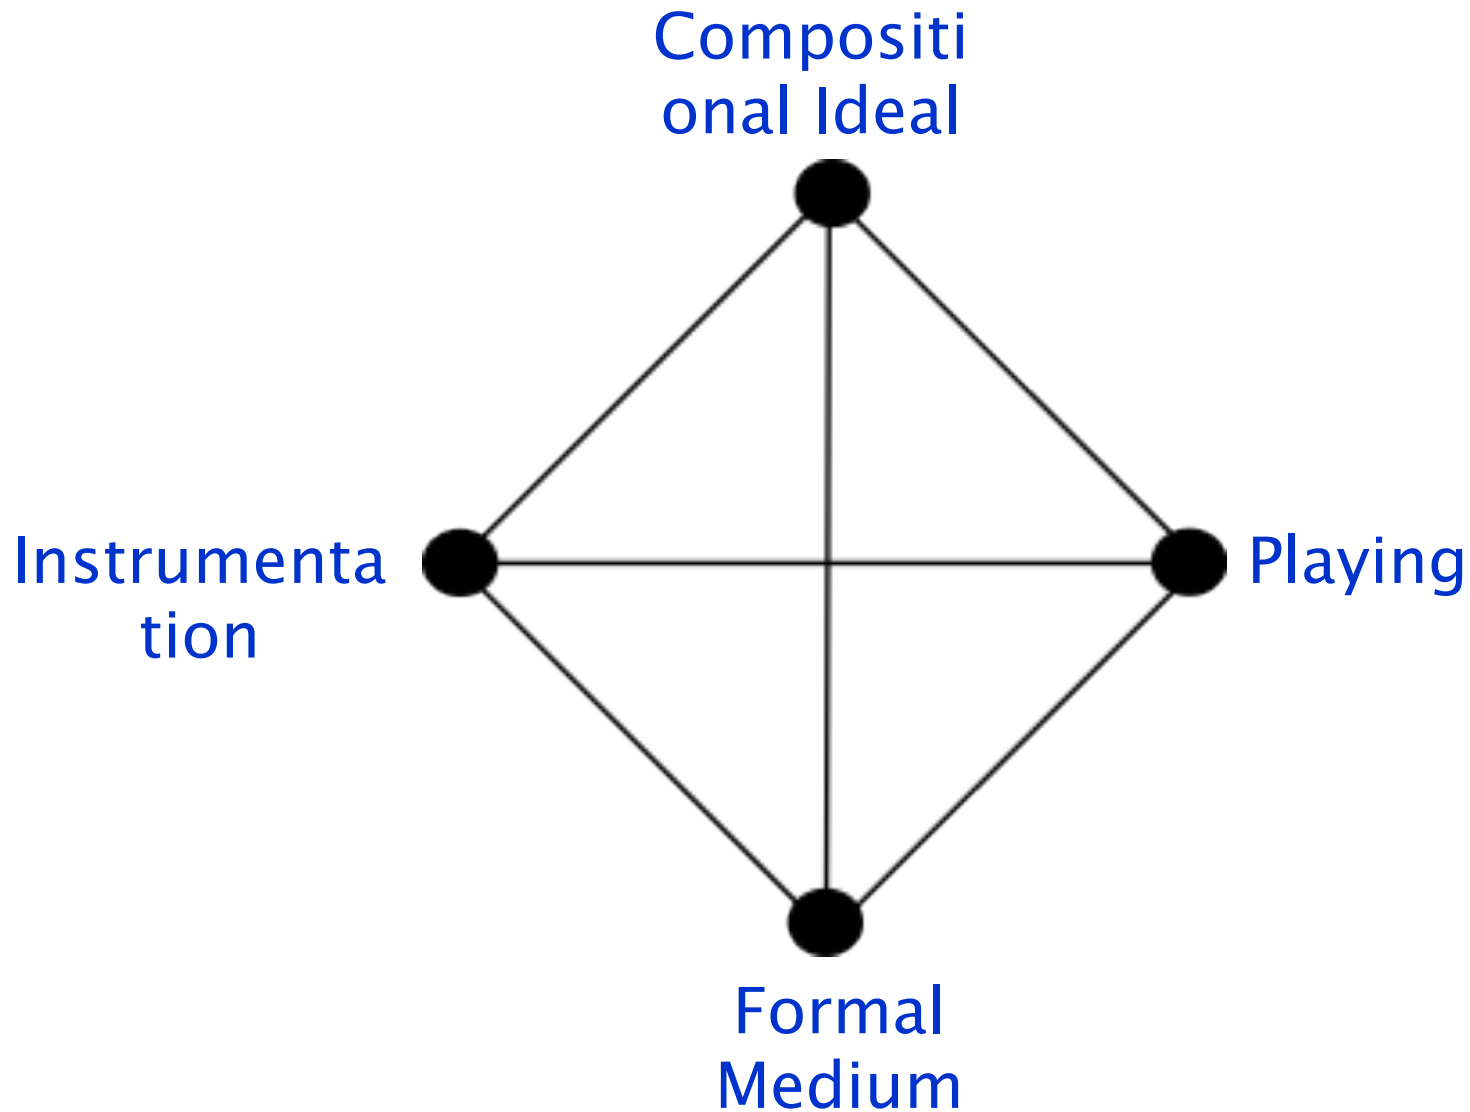 Compositi
onal Ideal
Instrumenta
tion
Playing
Formal
Medium